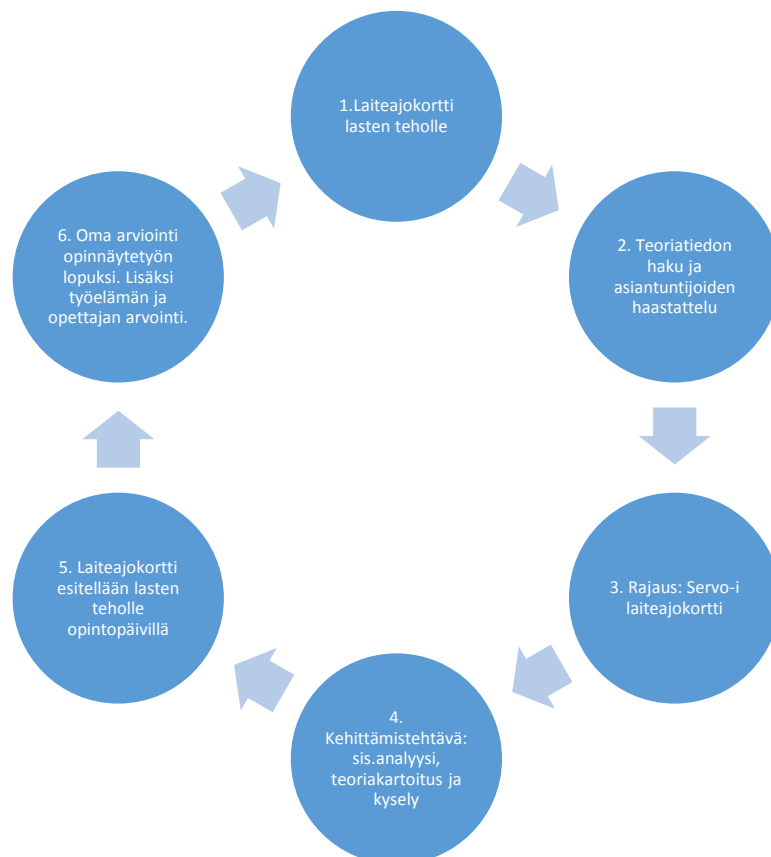 1.Laiteajokortti
lasten teholle
2. Teoriatiedon
haku ja
asiantuntijoiden
haastattelu
3. Rajaus: Servo-i
laiteajokortti
4.
Kehittämistehtävä:
sis.analyysi,
teoriakartoitus ja
kysely
5. Laiteajokortti
esitellään lasten
teholle
opintopäivillä
6. Oma arviointi
opinnäytetyön
lopuksi. Lisäksi
työelämän ja
opettajan arvointi.